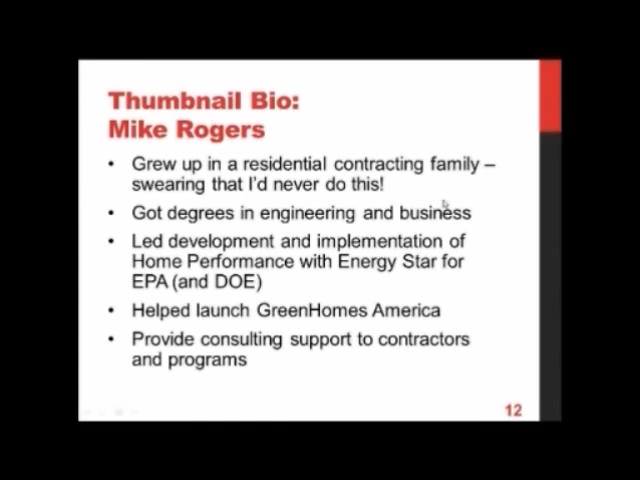 Thumbnail Bio:
Mike Rogers
• Grew up in a residential contracting family –
swearing that I'd never do this!
• Got degrees in engineering and business
• Led development and implementation of
Home Performance with Energy Star for
EPA (and DOE)
• Helped launch GreenHomes America
• Provide consulting support to contractors
and programs
12